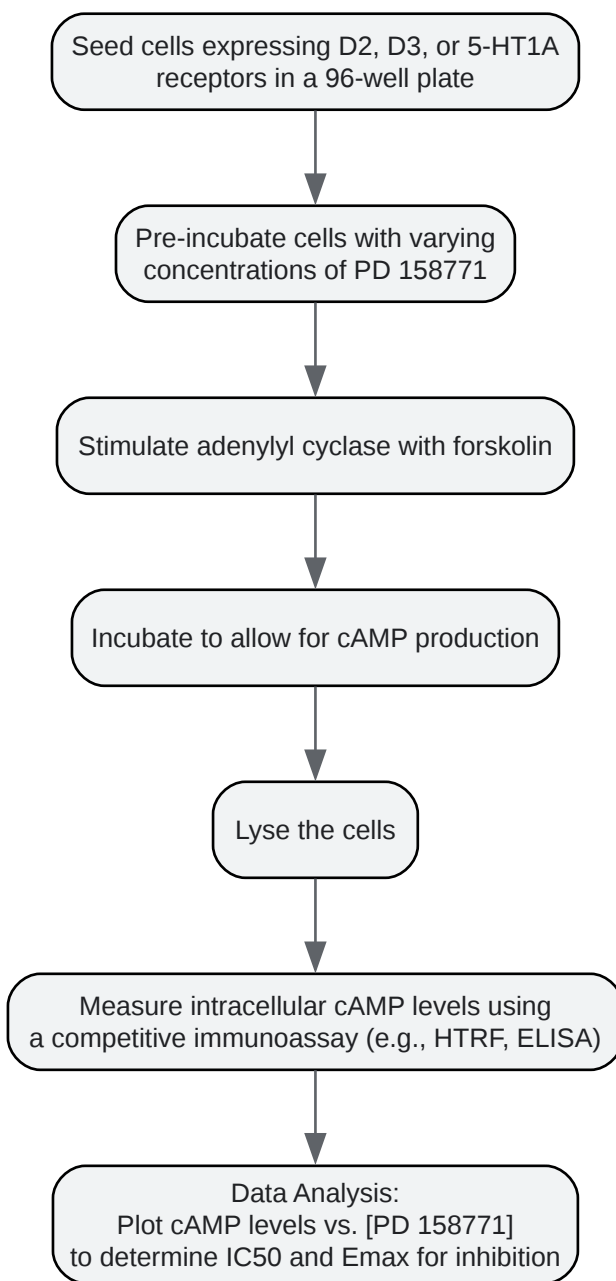 Seed cells expressing D2, D3, or 5-HT1A
receptors in a 96-well plate
Pre-incubate cells with varying
concentrations of PD 158771
Stimulate adenylyl cyclase with forskolin
Incubate to allow for cAMP production
Lyse the cells
Measure intracellular cAMP levels using
a competitive immunoassay (e.g., HTRF, ELISA)
Data Analysis:
Plot cAMP levels vs. [PD 158771]
to determine IC50 and Emax for inhibition